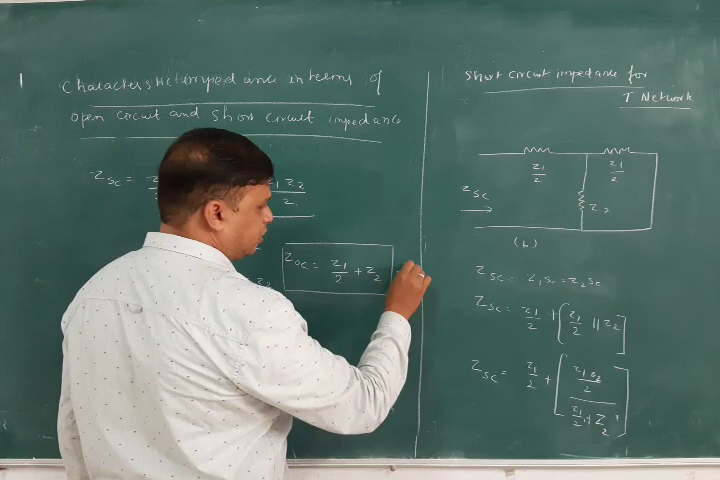 Characteristic impedance in terms of
open circuit and short circuit impedance
Zsc =
Z1 Z2
2
Zoc = Z1/2 + Z2
Short circuit impedance for
T Network
Z1/2 Z1/2
Zsc
Z2
(b)
Zsc = Z1sc = Z2sc
Zsc = Z1/2 + [Z1/2 || Z2]
Zsc = Z1/2 + [(Z1 Z2/2)/(Z1/2 + Z2)]